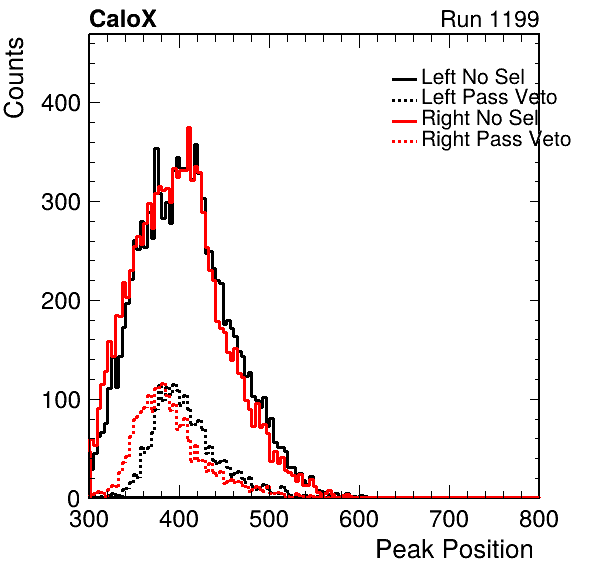 CaloX Run 1199
Counts
Left No Sel
Left Pass Veto
Right No Sel
Right Pass Veto
400
300
200
100
0
300 400 500 600 700 800
Peak Position